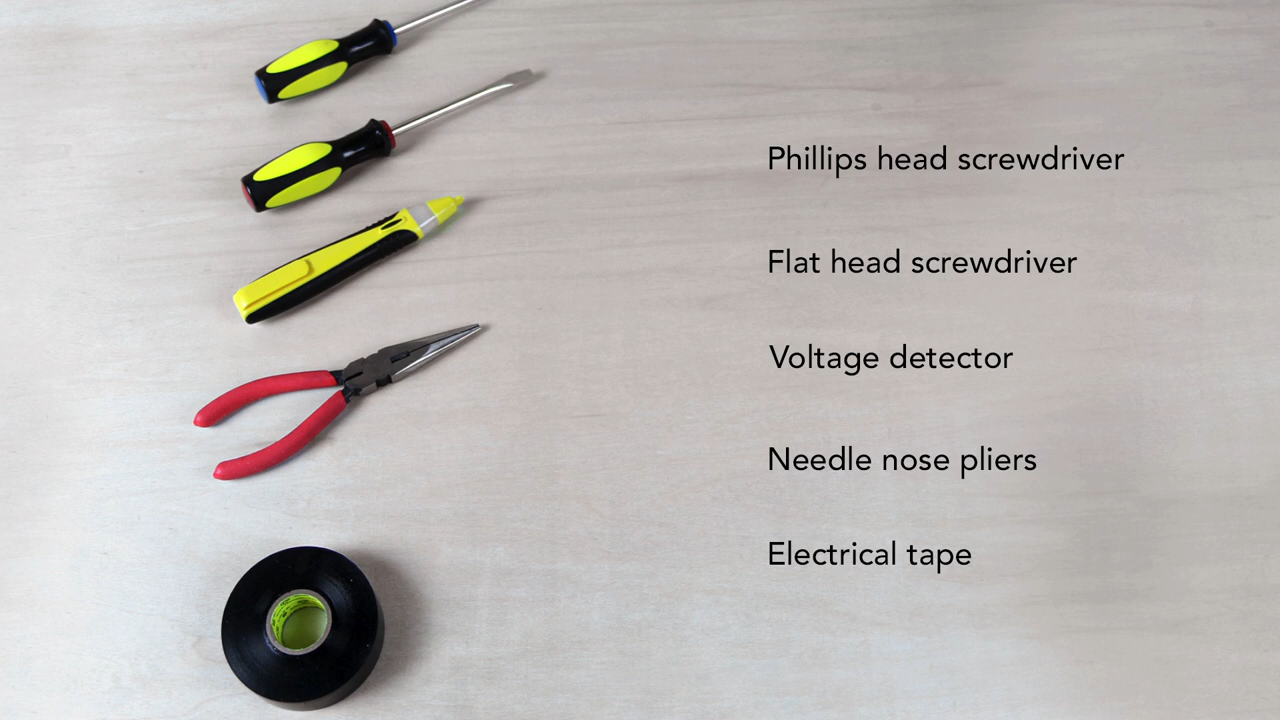 Phillips head screwdriver
Flat head screwdriver
Voltage detector
Needle nose pliers
Electrical tape